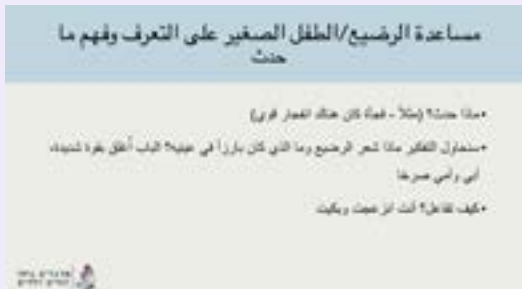 مساعدة الرضيع/الطفل الصغير على التعرف وفهم ما
حدث
•ماذا حدث؟ (مثلاً - فجأة كان هناك انفجار قوي)
•سنحاول التفكير ماذا شعر الرضيع وما الذي كان بارزاً في عينيه؟ الباب أغلق بقوة شديدة،
أبي وأمي صرخا
•كيف تفاعل؟ أنت انزعجت وبكيت